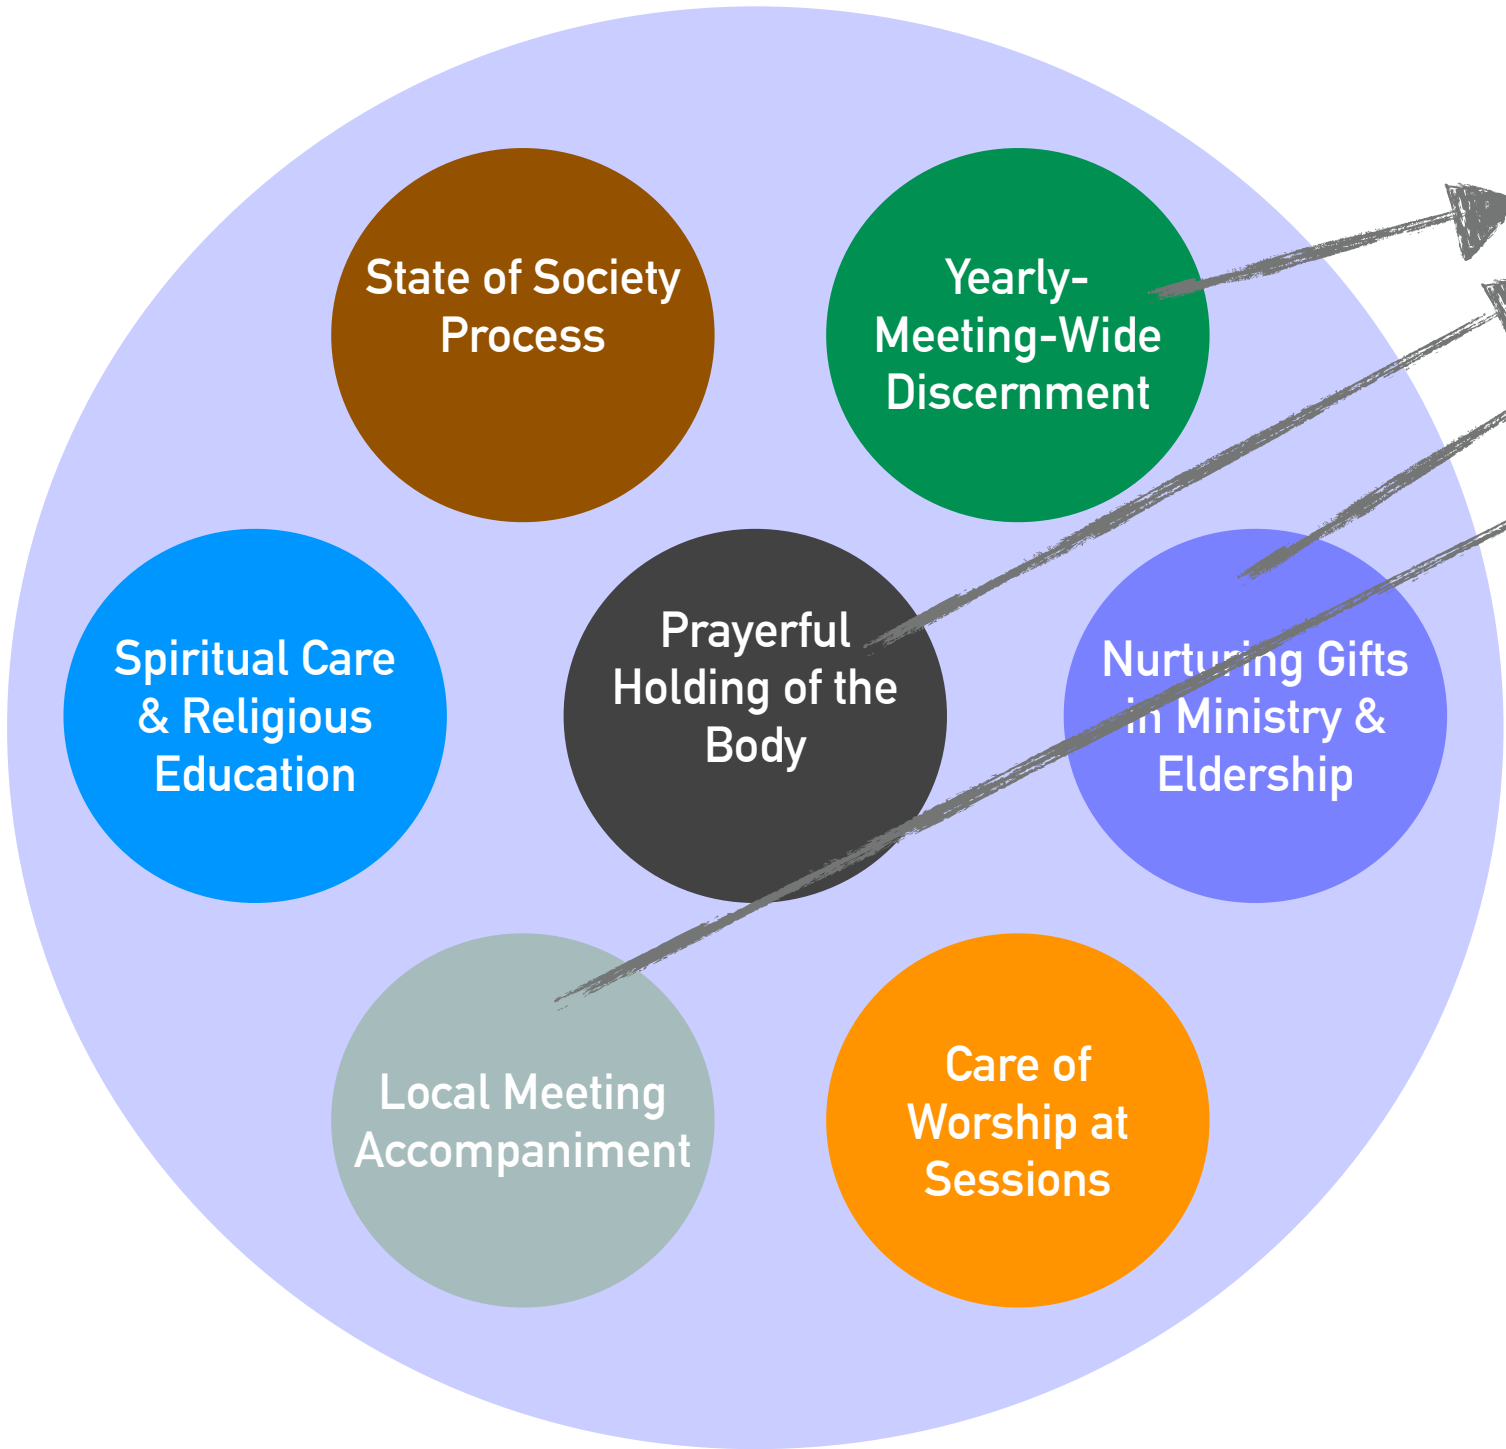 State of Society
Process
Yearly-
Meeting-Wide
Discernment
Spiritual Care
& Religious
Education
Prayerful
Holding of the
Body
Nurturing Gifts
in Ministry &
Eldership
Local Meeting
Accompaniment
Care of
Worship at
Sessions